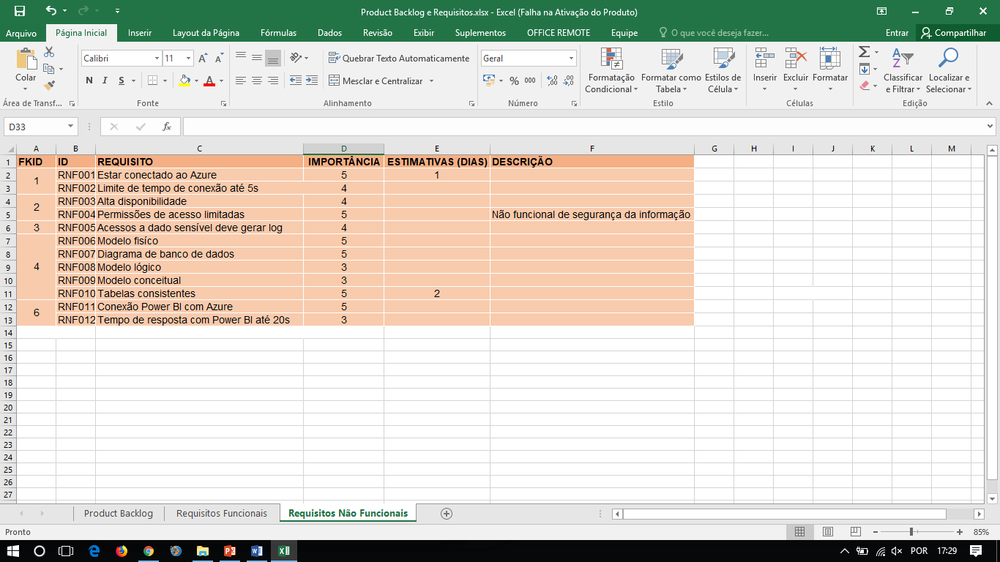 Product Backlog e Requisitos.xlsx - Excel (Falha na Ativação do Produto)
Arquivo Página Inicial Inserir Layout da Página Fórmulas Dados Revisão Exibir Suplementos OFFICE REMOTE Equipe O que você deseja fazer... Entrar Compartilhar
Colar
Calibri 11
N I S
Quebrar Texto Automaticamente
Mesclar e Centralizar
Geral
% 000
Formatação Condicional
Formatar como Tabela
Estilos de Célula
Inserir Excluir Formatar
Classificar e Filtrar
Localizar e Selecionar
Área de Transf... Fonte Alinhamento Número Estilo Células Edição
D33 fx
A B C D E F G H I J K L M
1 FKID ID REQUISITO IMPORTÂNCIA ESTIMATIVAS (DIAS) DESCRIÇÃO
2 1 RNF001 Estar conectado ao Azure 5 1
3 RNF002 Limite de tempo de conexão até 5s 4
4 2 RNF003 Alta disponibilidade 4
5 RNF004 Permissões de acesso limitadas 5 Não funcional de segurança da informação
6 3 RNF005 Acessos a dado sensível deve gerar log 4
7 4 RNF006 Modelo fisíco 5
8 RNF007 Diagrama de banco de dados 5
9 RNF008 Modelo lógico 3
10 RNF009 Modelo conceitual 3
11 RNF010 Tabelas consistentes 5 2
12 6 RNF011 Conexão Power BI com Azure 5
13 RNF012 Tempo de resposta com Power BI até 20s 3
14
15
16
17
18
19
20
21
22
23
24
25
26
27
Product Backlog Requisitos Funcionais Requisitos Não Funcionais
Pronto 85%
POR 17:29